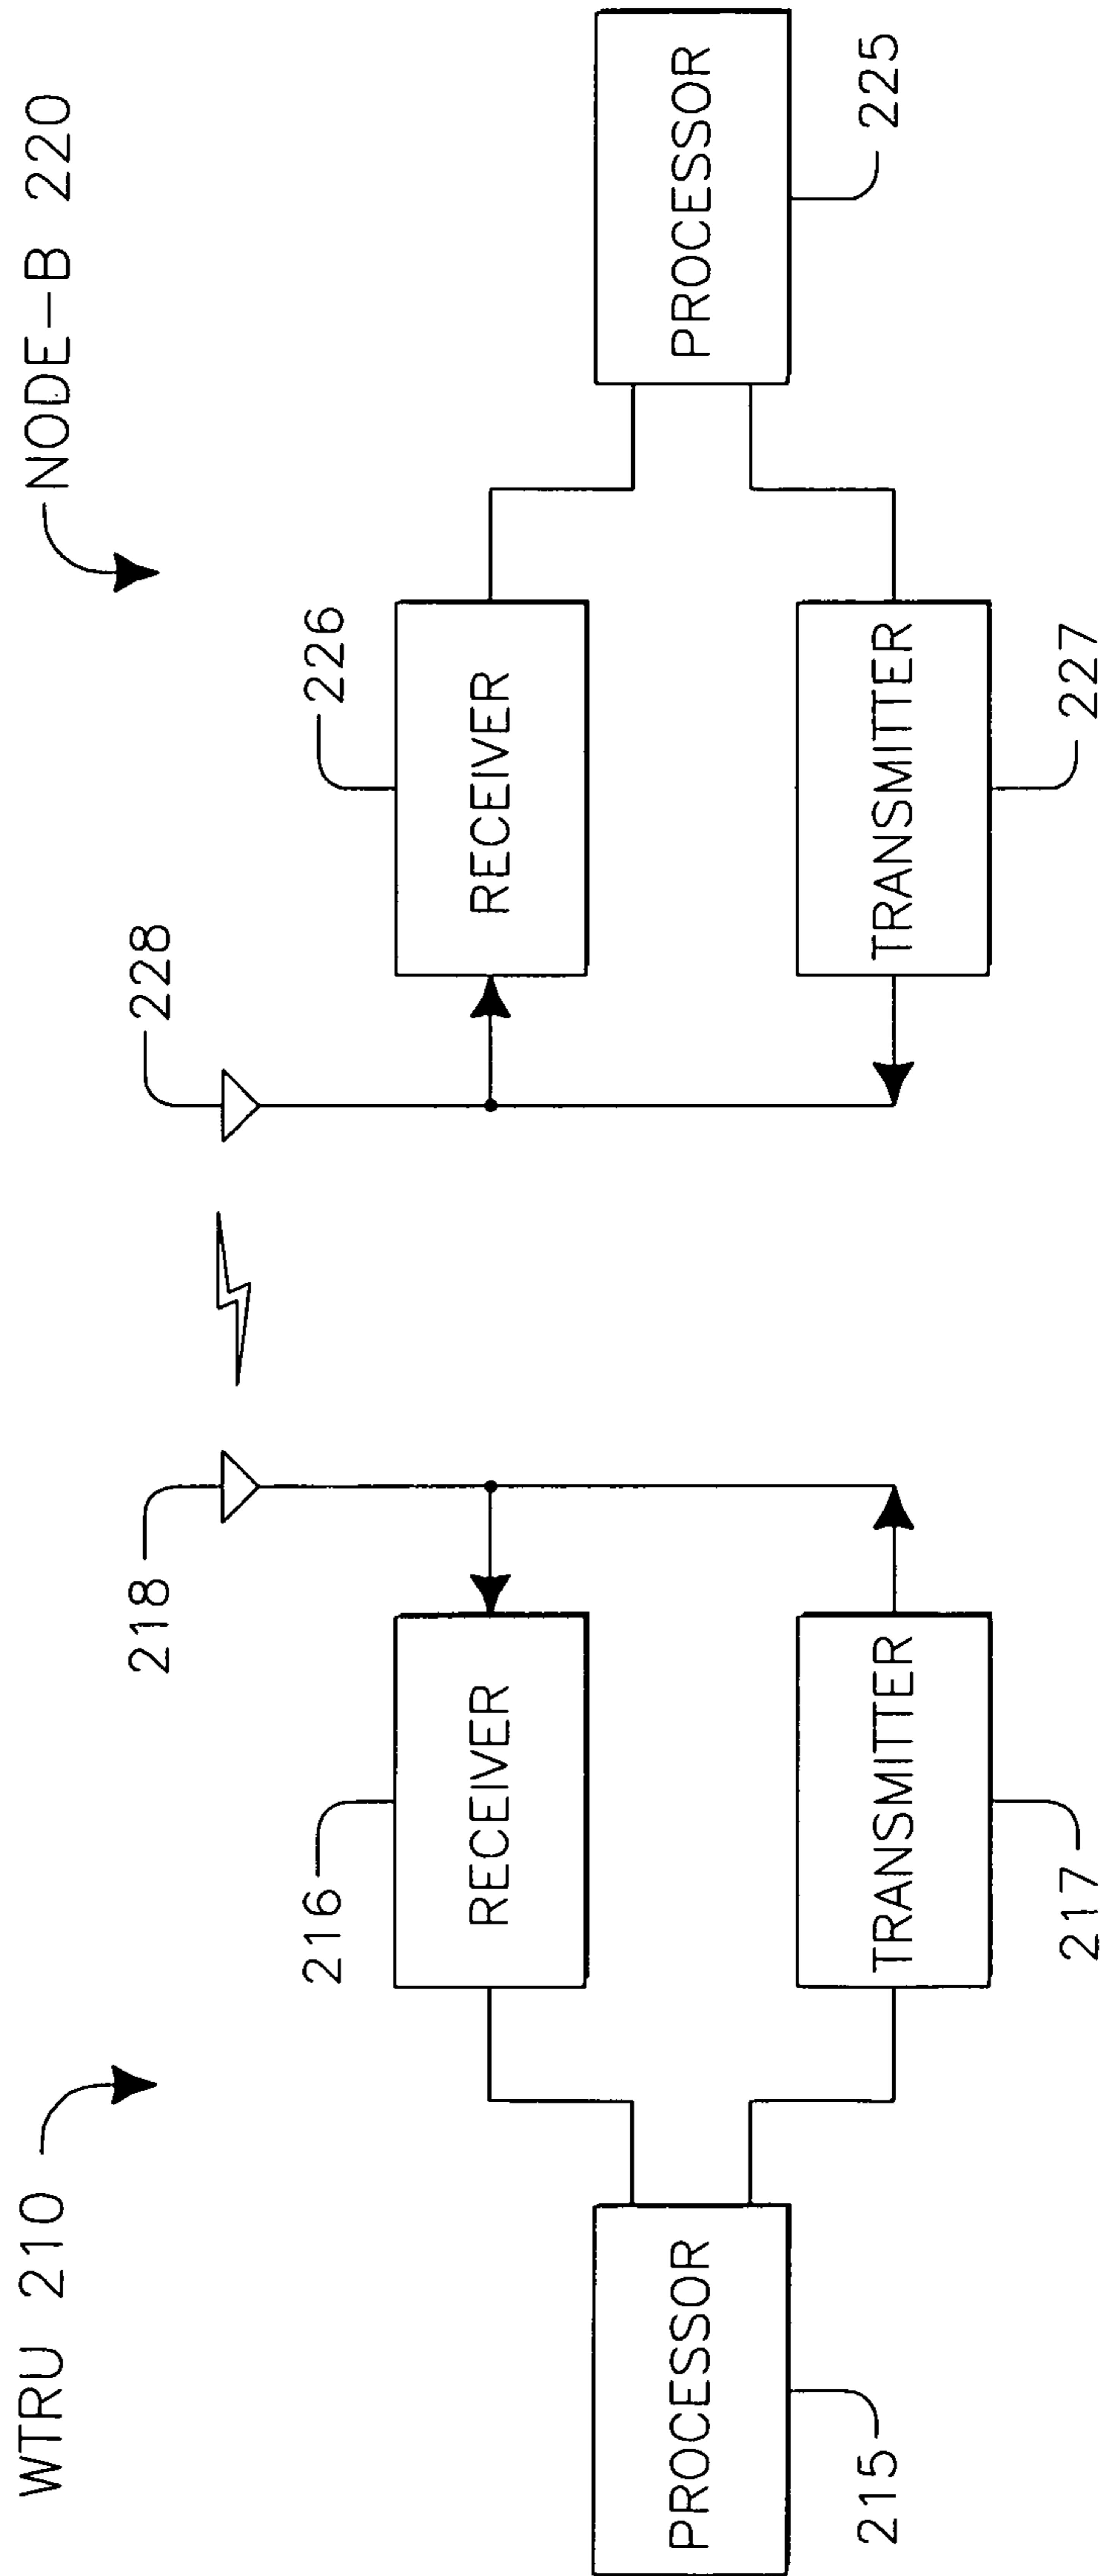 WTRU 210
NODE-B 220
218
228
216
226
RECEIVER
RECEIVER
PROCESSOR
PROCESSOR
215
225
TRANSMITTER
TRANSMITTER
217
227